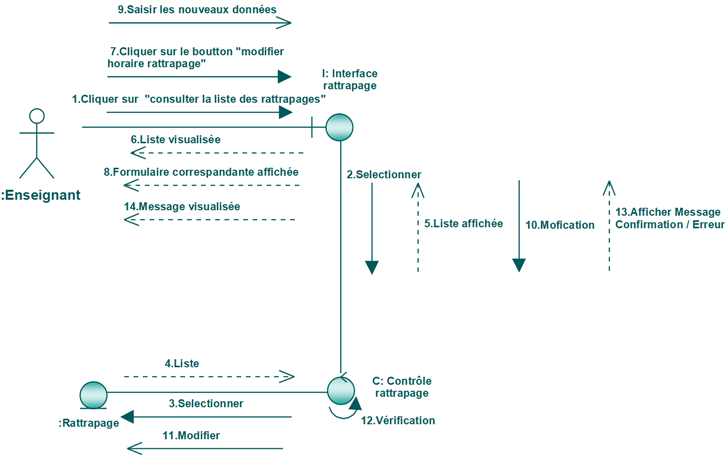 9.Saisir les nouveaux données
7.Cliquer sur le boutton "modifier
horaire rattrapage"
I: Interface
rattrapage
1.Cliquer sur "consulter la liste des rattrapages"
6.Liste visualisée
8.Formulaire correspandante affichée
2.Selectionner
:Enseignant
14.Message visualisée
5.Liste affichée
10.Mofication
13.Afficher Message
Confirmation / Erreur
4.Liste
C: Contrôle
rattrapage
3.Selectionner
:Rattrapage
12.Vérification
11.Modifier